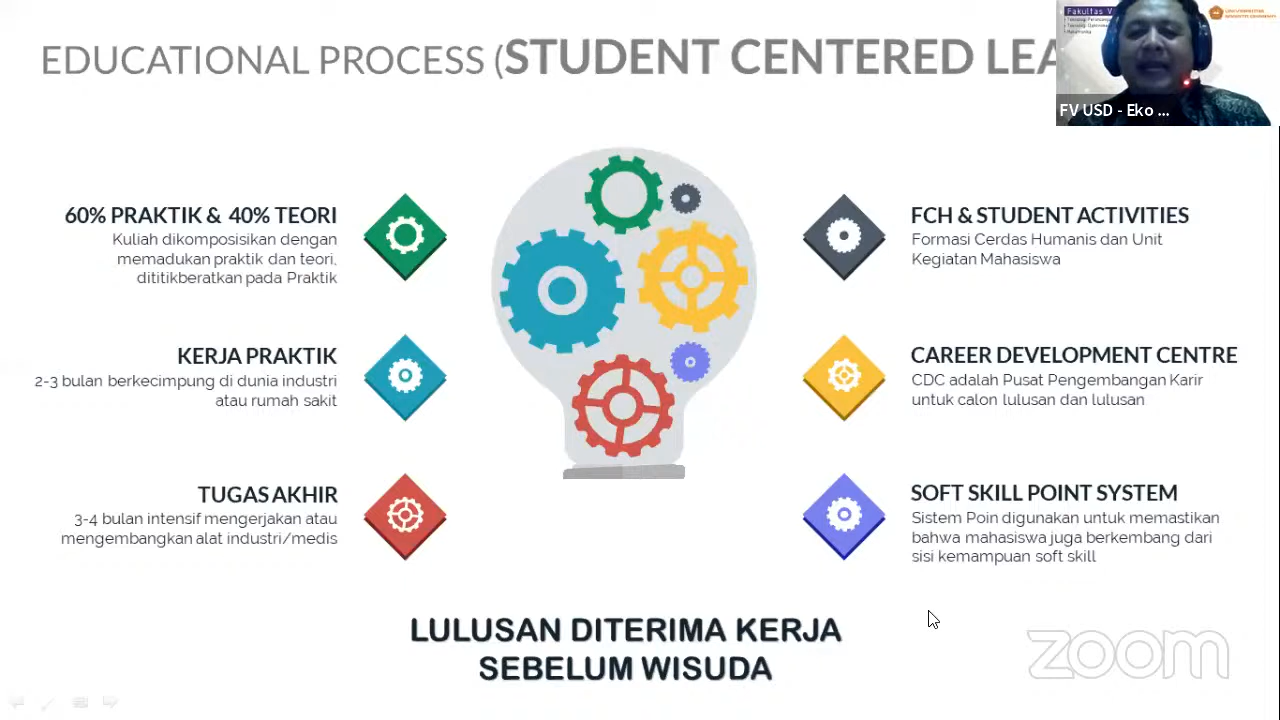 EDUCATIONAL PROCESS (STUDENT CENTERED LEA
Fakultas V
FV USD - Eko ...
60% PRAKTIK & 40% TEORI
Kuliah dikomposisikan dengan
memadukan praktik dan teori,
dititikberatkan pada Praktik
KERJA PRAKTIK
2-3 bulan berkecimpung di dunia industri
atau rumah sakit
TUGAS AKHIR
3-4 bulan intensif mengerjakan atau
mengembangkan alat industri/medis
FCH & STUDENT ACTIVITIES
Formasi Cerdas Humanis dan Unit
Kegiatan Mahasiswa
CAREER DEVELOPMENT CENTRE
CDC adalah Pusat Pengembangan Karir
untuk calon lulusan dan lulusan
SOFT SKILL POINT SYSTEM
Sistem Poin digunakan untuk memastikan
bahwa mahasiswa juga berkembang dari
sisi kemampuan soft skill
LULUSAN DITERIMA KERJA
SEBELUM WISUDA
zoom